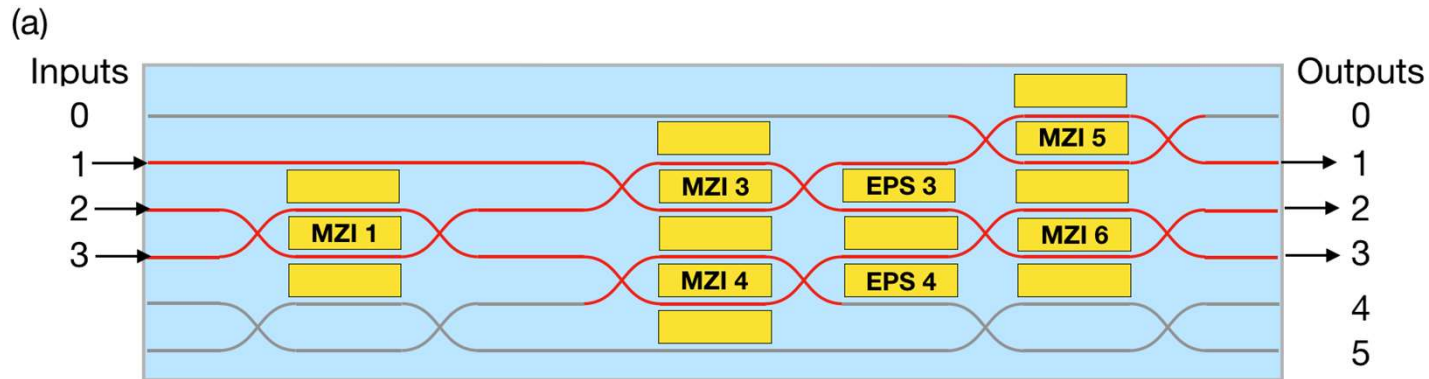 (a)
Inputs
Outputs
0
1
2
3
MZI 1
MZI 3
MZI 4
EPS 3
EPS 4
MZI 5
MZI 6
0
1
2
3
4
5